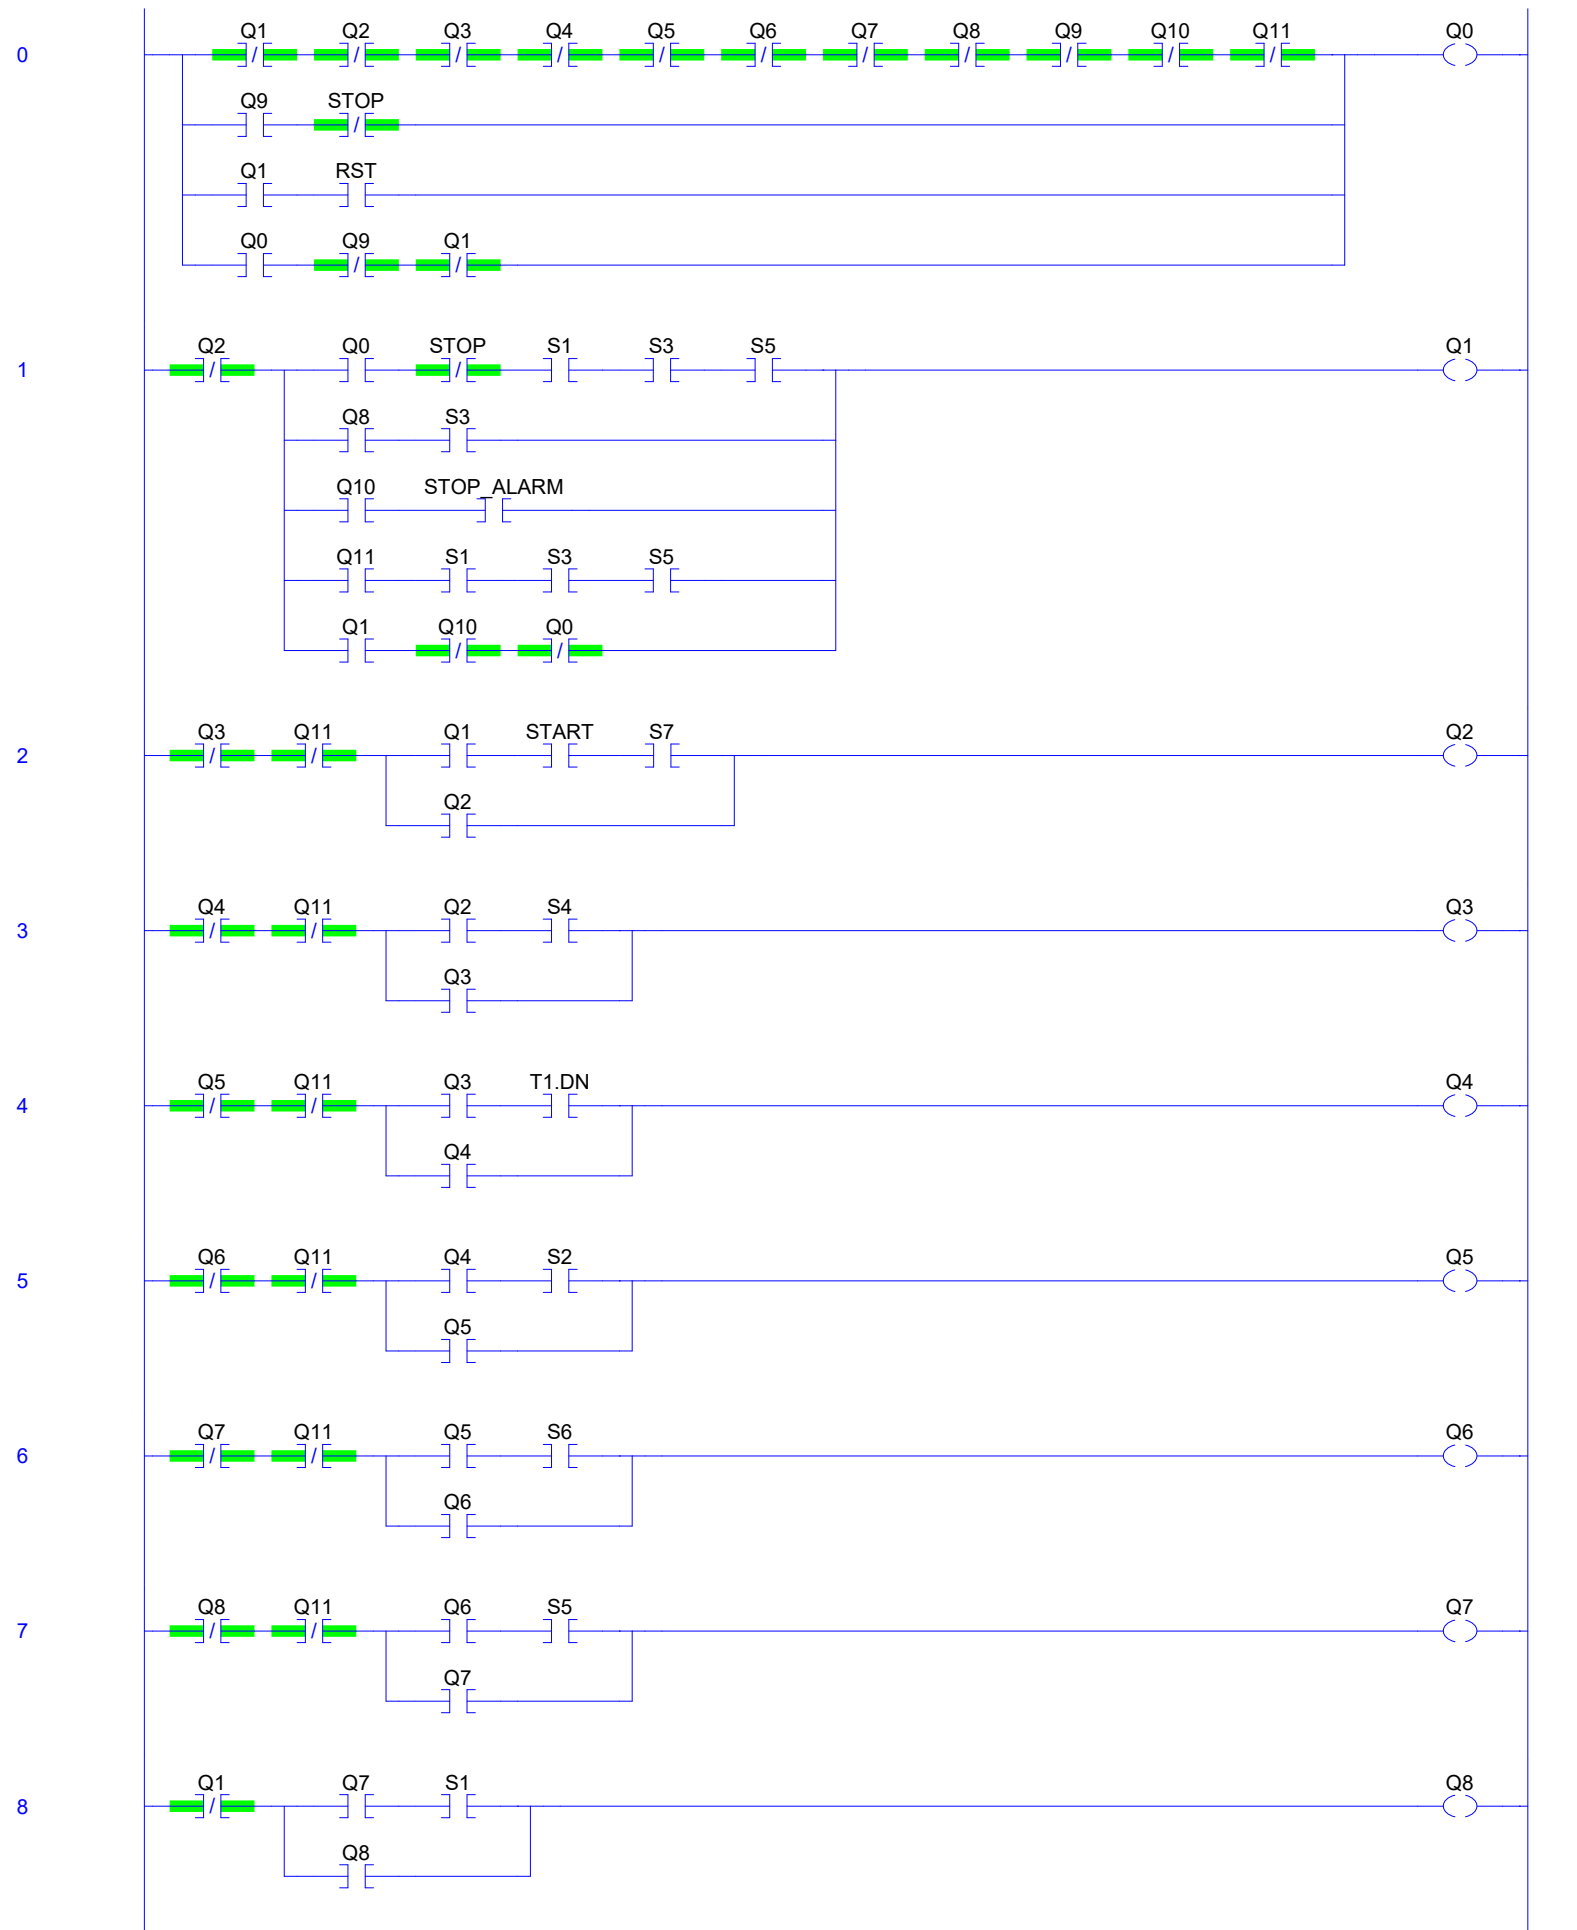 Q1 Q2 Q3 Q4 Q5 Q6 Q7 Q8 Q9 Q10 Q11 Q0
0
Q9 STOP
Q1 RST
Q0 Q9 Q1
Q2 Q0 STOP S1 S3 S5 Q1
1
Q8 S3
Q10 STOP_ALARM
Q11 S1 S3 S5
Q1 Q10 Q0
Q3 Q11 Q1 START S7 Q2
2
Q2
Q4 Q11 Q2 S4 Q3
3
Q3
Q5 Q11 Q3 T1.DN Q4
4
Q4
Q6 Q11 Q4 S2 Q5
5
Q5
Q7 Q11 Q5 S6 Q6
6
Q6
Q8 Q11 Q6 S5 Q7
7
Q7
Q1 Q7 S1 Q8
8
Q8